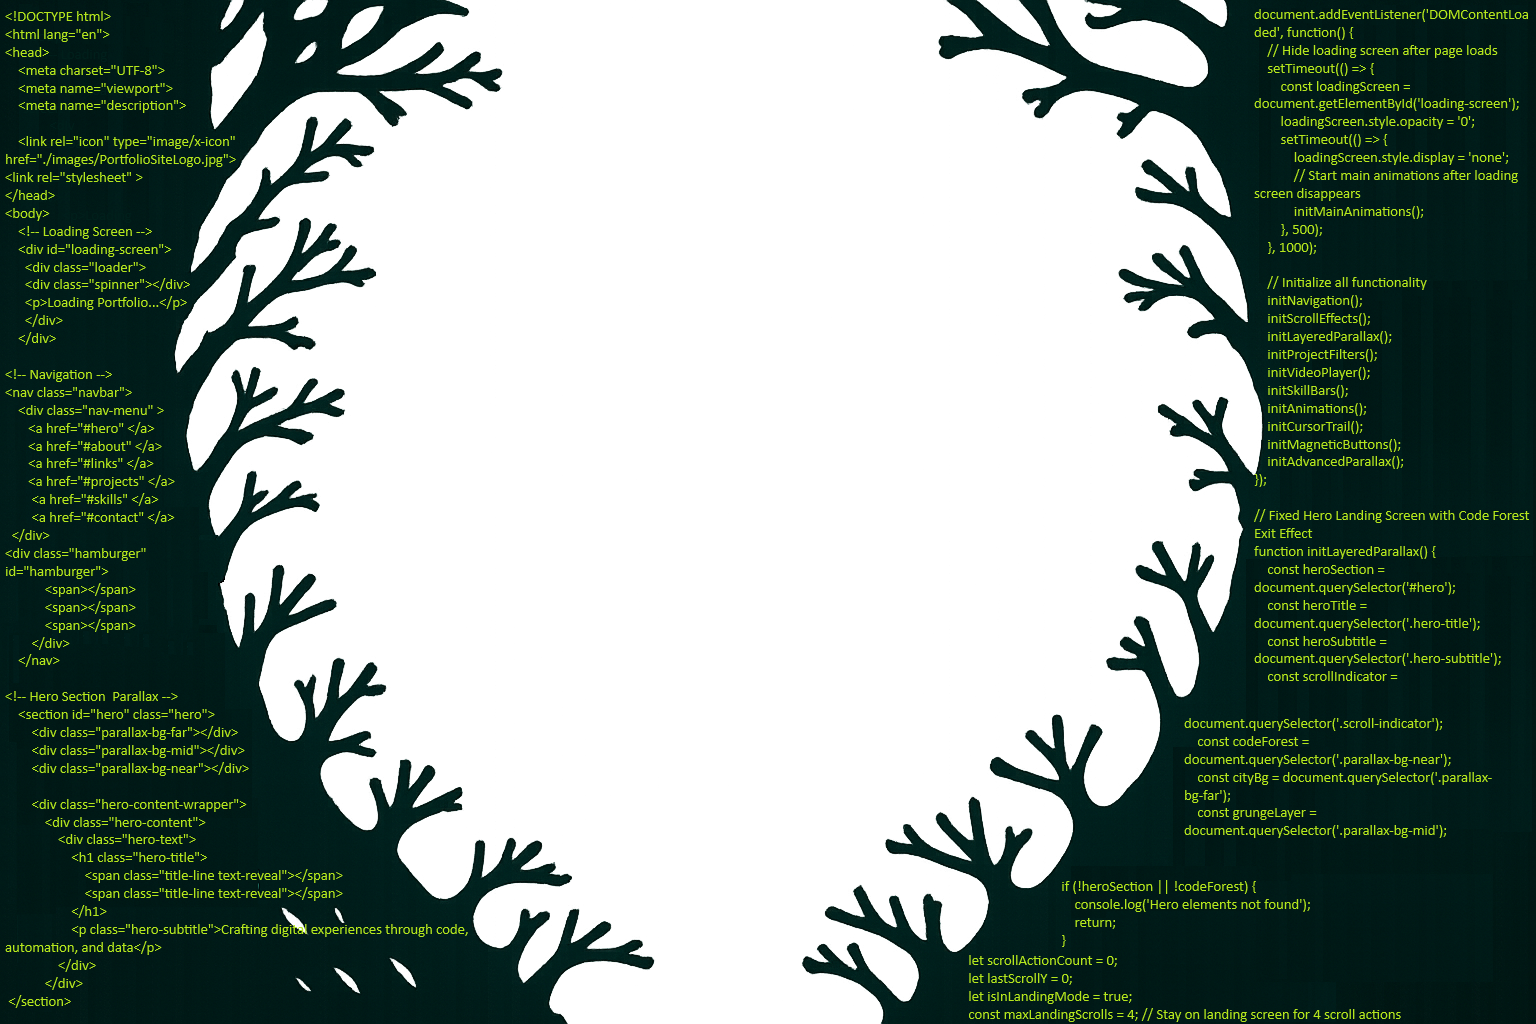 <!DOCTYPE html>
<html lang="en">
<head>
<meta charset="UTF-8">
<meta name="viewport">
<meta name="description">
<link rel="icon" type="image/x-icon"
href="./images/PortfolioSiteLogo.jpg">
<link rel="stylesheet" >
</head>
<body>
<!-- Loading Screen -->
<div id="loading-screen">
<div class="loader">
<div class="spinner"></div>
<p>Loading Portfolio...</p>
</div>
</div>
<!-- Navigation -->
<nav class="navbar">
<div class="nav-menu" >
<a href="#hero" </a>
<a href="#about" </a>
<a href="#links" </a>
<a href="#projects" </a>
<a href="#skills" </a>
<a href="#contact" </a>
</div>
<div class="hamburger"
id="hamburger">
<span></span>
<span></span>
<span></span>
</div>
</nav>
<!-- Hero Section  Parallax -->
<section id="hero" class="hero">
<div class="parallax-bg-far"></div>
<div class="parallax-bg-mid"></div>
<div class="parallax-bg-near"></div>
<div class="hero-content-wrapper">
<div class="hero-content">
<div class="hero-text">
<h1 class="hero-title">
<span class="title-line text-reveal"></span>
<span class="title-line text-reveal"></span>
</h1>
<p class="hero-subtitle">Crafting digital experiences through code,
automation, and data</p>
</div>
</div>
</section>
document.addEventListener('DOMContentLoa
ded', function() {
// Hide loading screen after page loads
setTimeout(() => {
const loadingScreen =
document.getElementById('loading-screen');
loadingScreen.style.opacity = '0';
setTimeout(() => {
loadingScreen.style.display = 'none';
// Start main animations after loading
screen disappears
initMainAnimations();
}, 500);
}, 1000);
// Initialize all functionality
initNavigation();
initScrollEffects();
initLayeredParallax();
initProjectFilters();
initVideoPlayer();
initSkillBars();
initAnimations();
initCursorTrail();
initMagneticButtons();
initAdvancedParallax();
});
// Fixed Hero Landing Screen with Code Forest
Exit Effect
function initLayeredParallax() {
const heroSection =
document.querySelector('#hero');
const heroTitle =
document.querySelector('.hero-title');
const heroSubtitle =
document.querySelector('.hero-subtitle');
const scrollIndicator =
document.querySelector('.scroll-indicator');
const codeForest =
document.querySelector('.parallax-bg-near');
const cityBg = document.querySelector('.parallax-
bg-far');
const grungeLayer =
document.querySelector('.parallax-bg-mid');
if (!heroSection || !codeForest) {
console.log('Hero elements not found');
return;
}
let scrollActionCount = 0;
let lastScrollY = 0;
let isInLandingMode = true;
const maxLandingScrolls = 4; // Stay on landing screen for 4 scroll actions